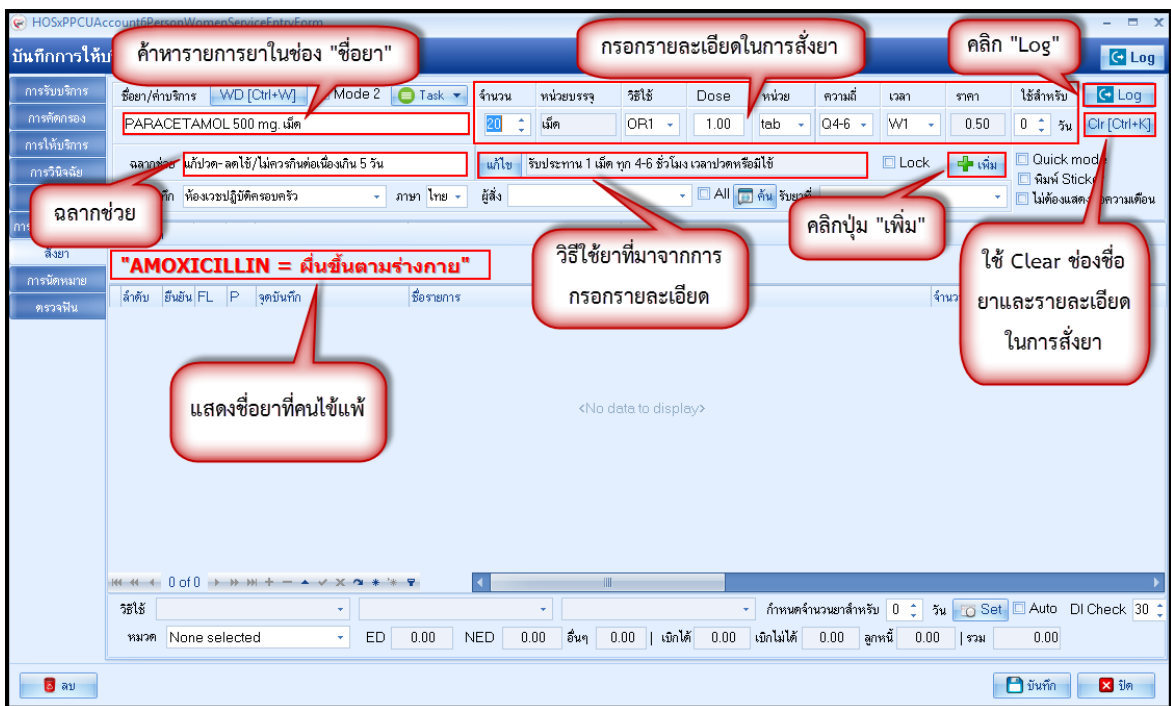 HOSxPPCUAccount6PersonWomenServiceEntryForm
บันทึกการให้บ
Log
ค้าหารายการยาในช่อง "ชื่อยา"
กรอกรายละเอียดในการสั่งยา
คลิก "Log"
การรับบริการ
การคัดกรอง
การให้บริการ
การวินิจฉัย
สั่งยา
การนัดหมาย
ตรวจฟัน
ชื่อยา/ค่าบริการ WD [Ctrl+W] Mode 2 Task จำนวน หน่วยบรรจุ วิธีใช้ Dose หน่วย ความถี่ เวลา ราคา ใช้สำหรับ Log
PARACETAMOL 500 mg. เม็ด 20 เม็ด OR1 1.00 tab Q4-6 W1 0.50 0 วัน Clr [Ctrl+K]
ฉลากช่วย แก้ปวด-ลดไข้/ไม่ควรกินต่อเนื่องเกิน 5 วัน แก้ไข รับประทาน 1 เม็ด ทุก 4-6 ชั่วโมง เวลาปวดหรือมีไข้ Lock เพิ่ม Quick mode
พิมพ์ Sticke
ห้องเวชปฏิบัติครอบครัว ภาษา ไทย ผู้สั่ง All ค้น รับยาที่ ไม่ต้องแสดง ความเตือน
ฉลากช่วย
วิธีใช้ยาที่มาจากการ
กรอกรายละเอียด
คลิกปุ่ม "เพิ่ม"
ใช้ Clear ช่องชื่อ
ยาและรายละเอียด
ในการสั่งยา
"AMOXICILLIN = ผื่นขึ้นตามร่างกาย"
ลำดับ ยืนยัน FL P จุดบันทึก ชื่อรายการ จำนว
แสดงชื่อยาที่คนไข้แพ้
<No data to display>
0 of 0
วิธีใช้ กำหนดจำนวนยาสำหรับ 0 วัน Set Auto DI Check 30
หมวด None selected ED 0.00 NED 0.00 อื่นๆ 0.00 | เบิกได้ 0.00 เบิกไม่ได้ 0.00 ลูกหนี้ 0.00 | รวม 0.00
ลบ บันทึก ปิด